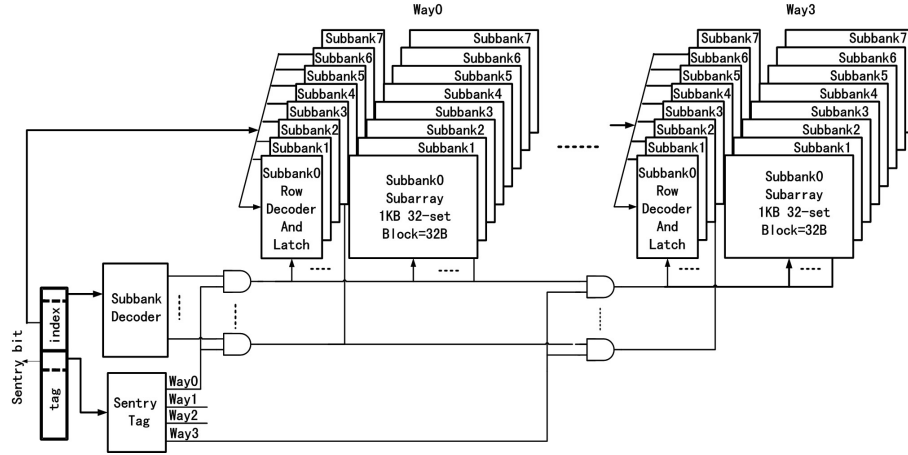 Way0
Way3
Subbank7
Subbank6
Subbank5
Subbank4
Subbank3
Subbank2
Subbank1
Subbank0
Row
Decoder
And
Latch
Subbank7
Subbank6
Subbank5
Subbank4
Subbank3
Subbank2
Subbank1
Subbank0
Subarray
1KB 32-set
Block=32B
Subbank7
Subbank6
Subbank5
Subbank4
Subbank3
Subbank2
Subbank1
Subbank0
Row
Decoder
And
Latch
Subbank7
Subbank6
Subbank5
Subbank4
Subbank3
Subbank2
Subbank1
Subbank0
Subarray
1KB 32-set
Block=32B
Sentry bit
index
tag
Subbank
Decoder
Sentry
Tag
Way0
Way1
Way2
Way3